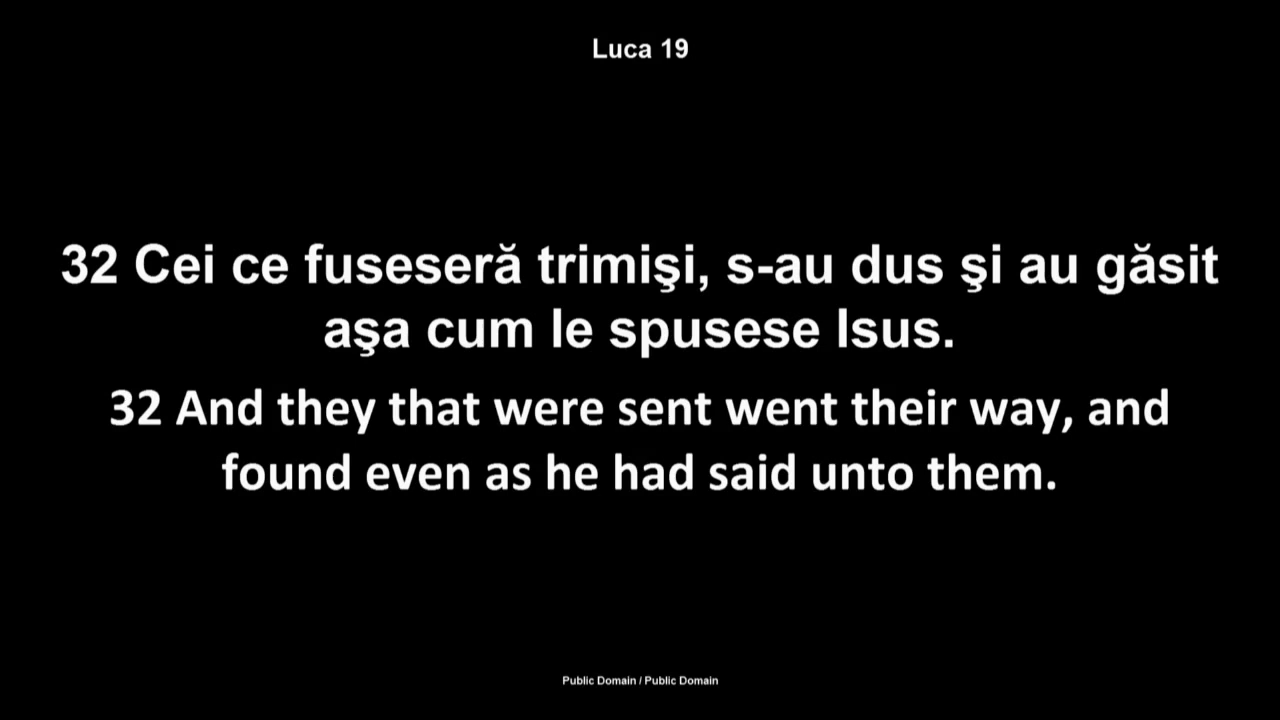 Luca 19
32 Cei ce fuseseră trimişi, s-au dus şi au găsit
aşa cum le spusese Isus.
32 And they that were sent went their way, and
found even as he had said unto them.
Public Domain / Public Domain